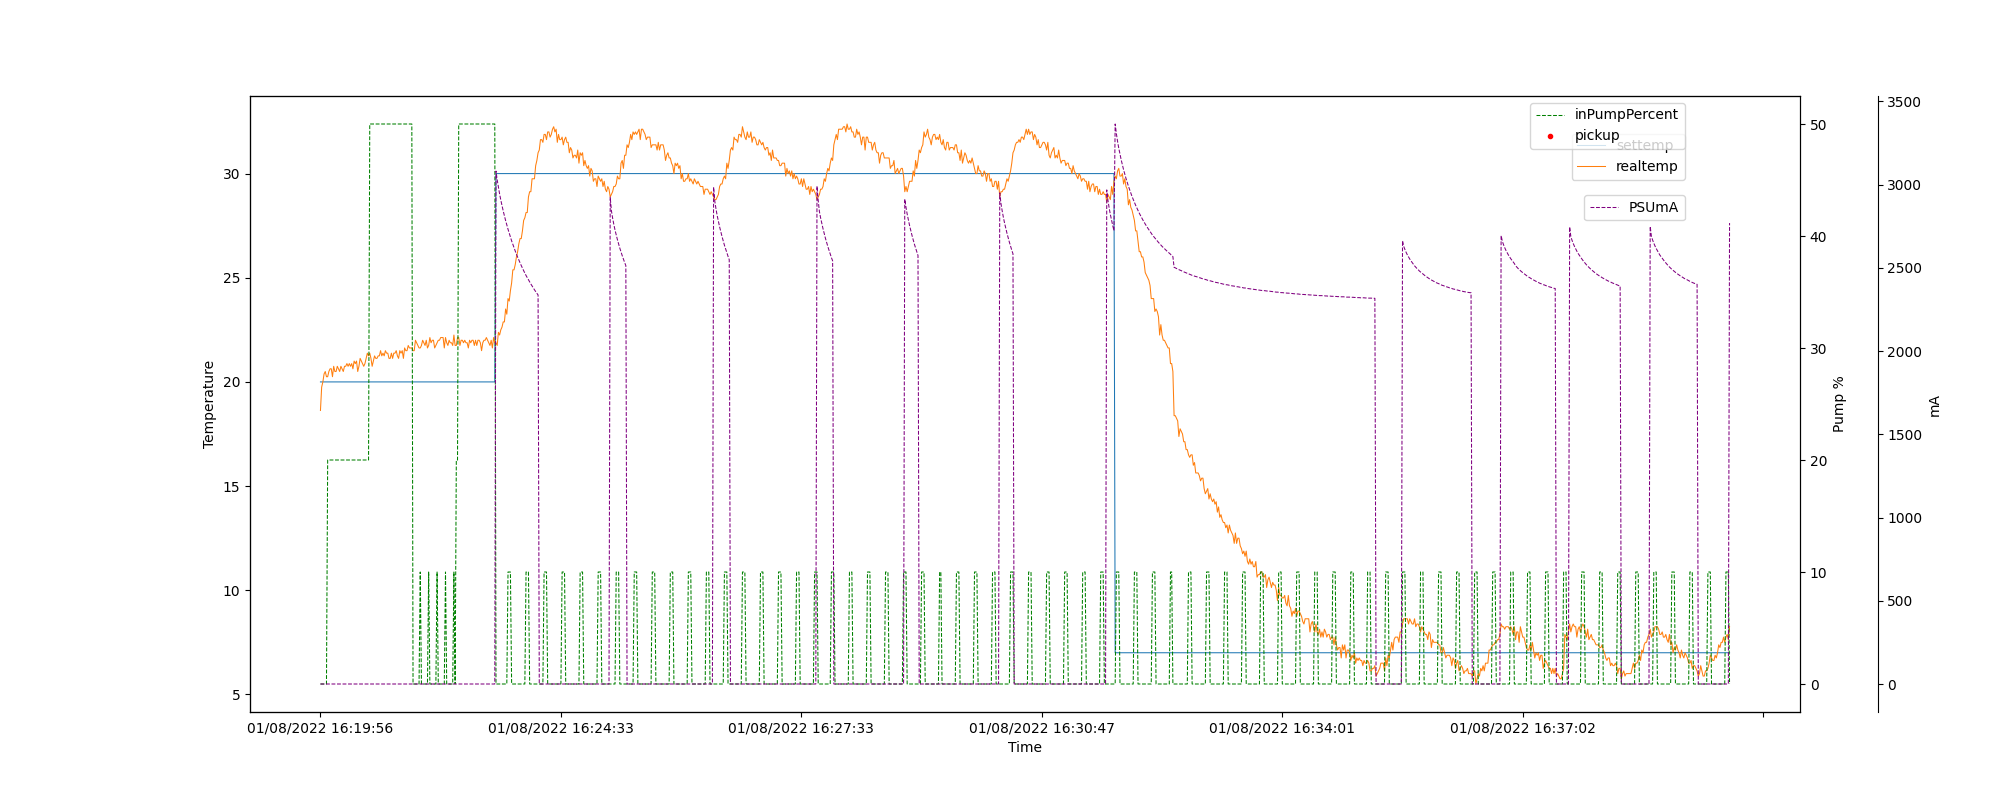 inPumpPercent
pickup
settemp
realtemp
PSUmA
30
25
20
15
10
5
Temperature
50
40
30
20
10
0
Pump %
3500
3000
2500
2000
1500
1000
500
0
mA
01/08/2022 16:19:56
01/08/2022 16:24:33
01/08/2022 16:27:33
01/08/2022 16:30:47
01/08/2022 16:34:01
01/08/2022 16:37:02
Time